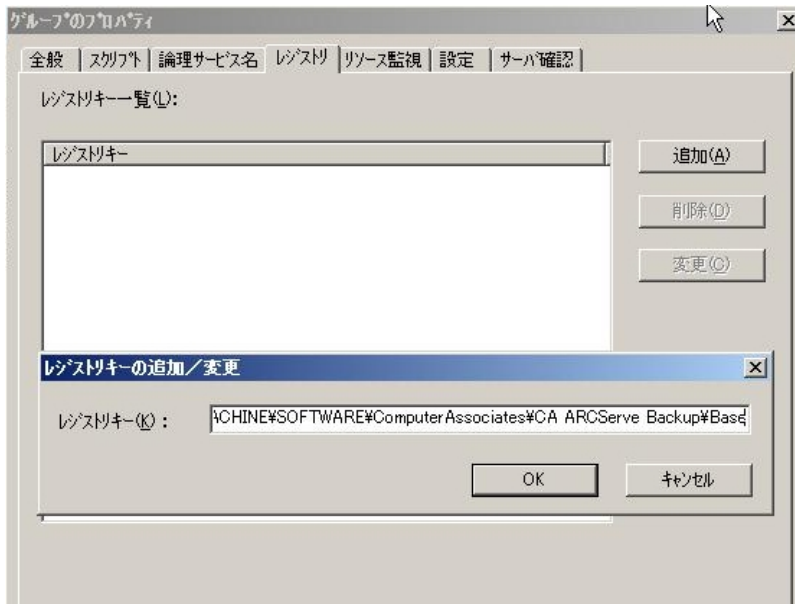 ｸﾞﾙｰﾌﾟのﾌﾟﾛﾊﾟﾃｨ
全般
ｽｸﾘﾌﾟﾄ
論理サービス名
ﾚｼﾞｽﾄﾘ
リソース監視
設定
サーバ確認
ﾚｼﾞｽﾄﾘキー一覧(L):
ﾚｼﾞｽﾄﾘキー
追加(A)
削除(D)
変更(C)
ﾚｼﾞｽﾄﾘキーの追加／変更
ﾚｼﾞｽﾄﾘキー(K)：
ACHINE¥SOFTWARE¥ComputerAssociates¥CA ARCServe Backup¥Base
OK
ｷｬﾝｾﾙ